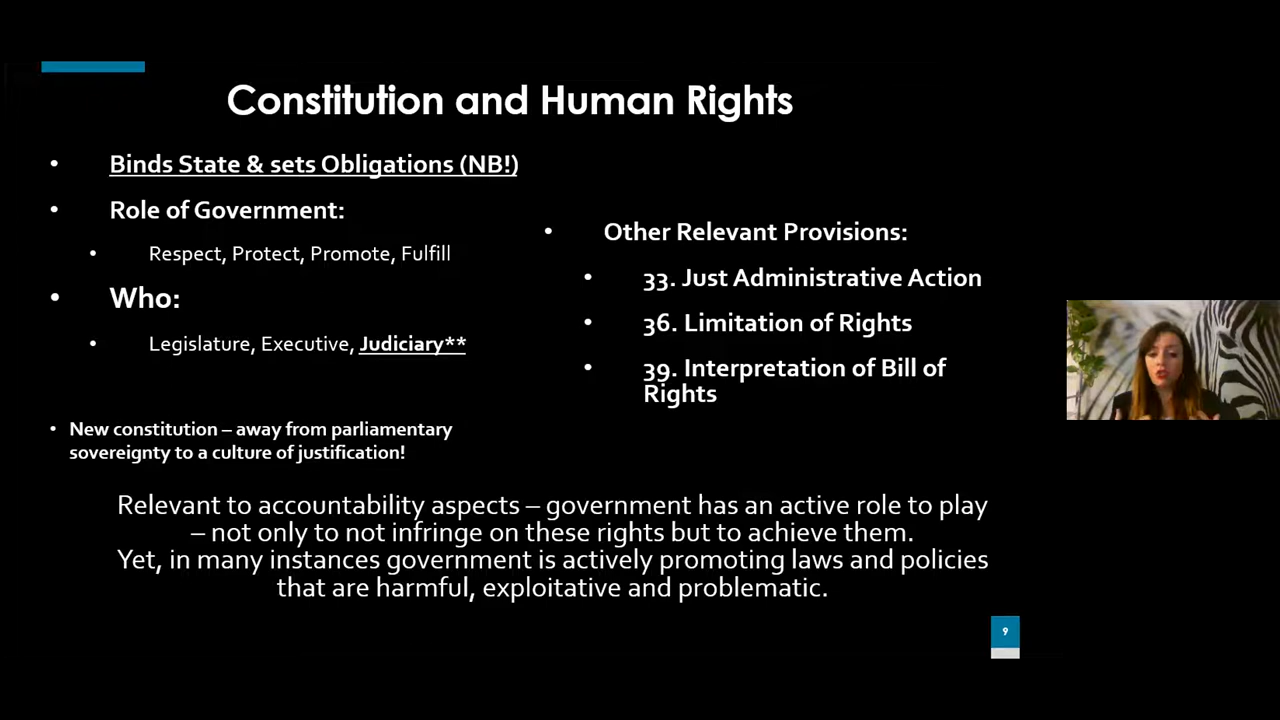 Constitution and Human Rights
• Binds State & sets Obligations (NB!)
• Role of Government:
• Respect, Protect, Promote, Fulfill
• Who:
• Legislature, Executive, Judiciary**
• New constitution – away from parliamentary
sovereignty to a culture of justification!
• Other Relevant Provisions:
• 33. Just Administrative Action
• 36. Limitation of Rights
• 39. Interpretation of Bill of
Rights
Relevant to accountability aspects – government has an active role to play
– not only to not infringe on these rights but to achieve them.
Yet, in many instances government is actively promoting laws and policies
that are harmful, exploitative and problematic.
9